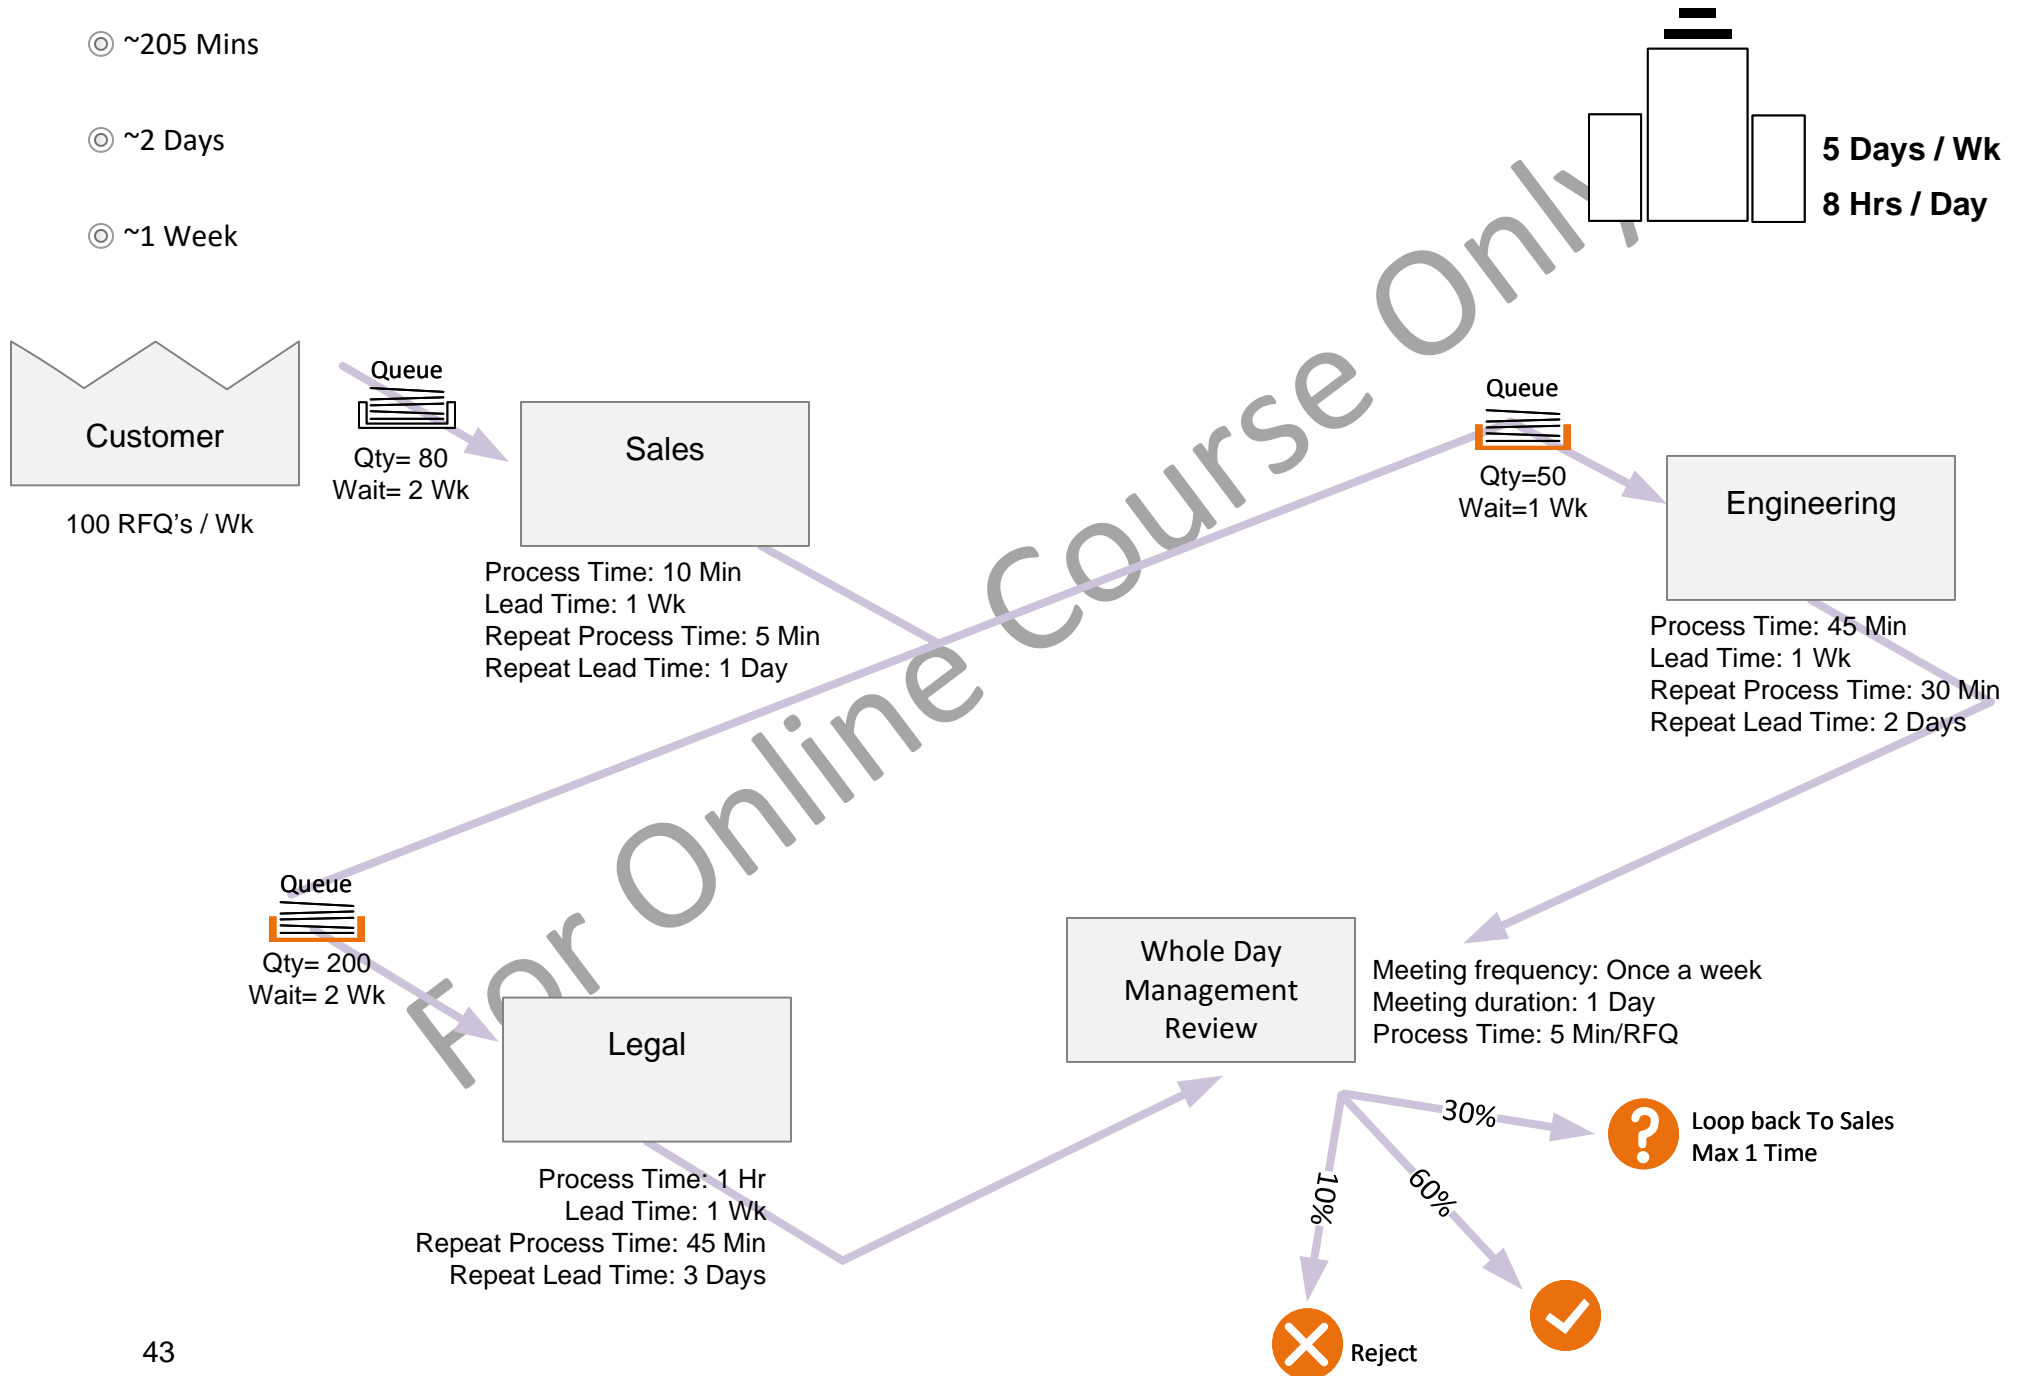 ~205 Mins
~2 Days
~1 Week
5 Days / Wk
8 Hrs / Day
Customer
100 RFQ's / Wk
Queue
Qty= 80
Wait= 2 Wk
Sales
Process Time: 10 Min
Lead Time: 1 Wk
Repeat Process Time: 5 Min
Repeat Lead Time: 1 Day
Queue
Qty=50
Wait=1 Wk
Engineering
Process Time: 45 Min
Lead Time: 1 Wk
Repeat Process Time: 30 Min
Repeat Lead Time: 2 Days
For Online Course Only
Queue
Qty= 200
Wait= 2 Wk
Legal
Process Time: 1 Hr
Lead Time: 1 Wk
Repeat Process Time: 45 Min
Repeat Lead Time: 3 Days
Whole Day
Management
Review
Meeting frequency: Once a week
Meeting duration: 1 Day
Process Time: 5 Min/RFQ
30%
Loop back To Sales
Max 1 Time
60%
10%
Reject
43